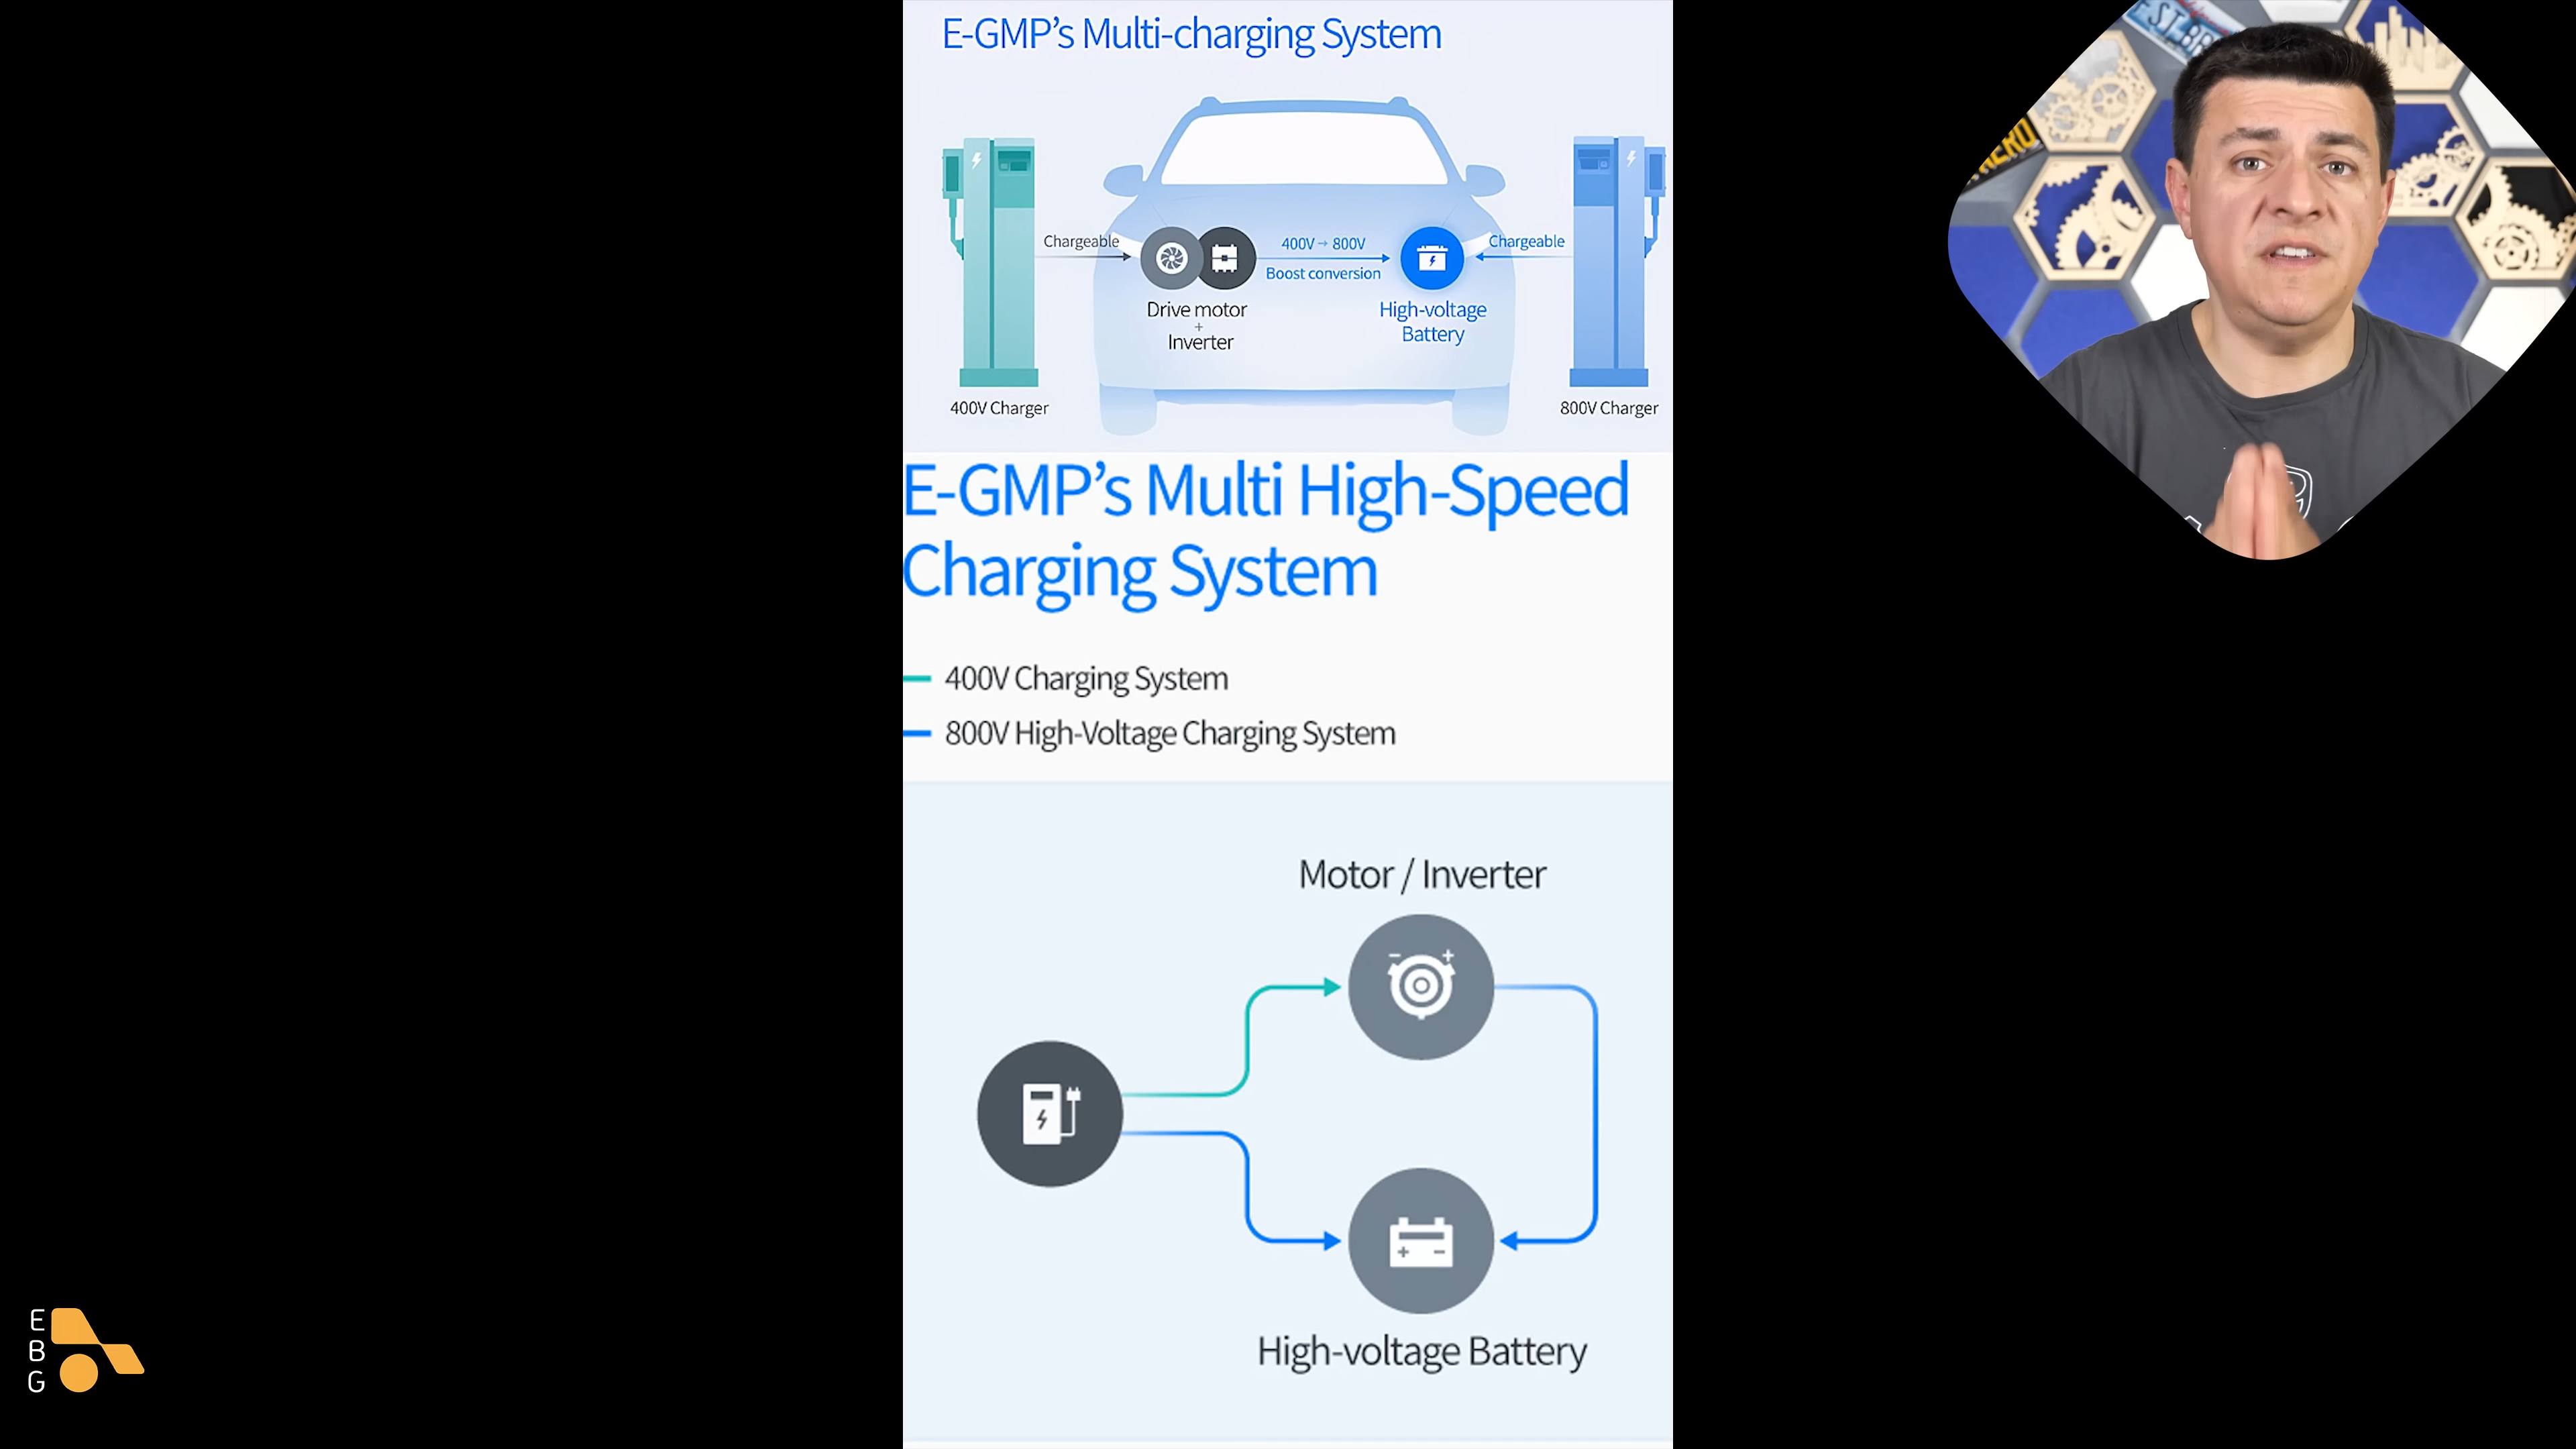 E-GMP's Multi-charging System
Chargeable
400V → 800V
Boost conversion
Chargeable
Drive motor
+
Inverter
High-voltage
Battery
400V Charger
800V Charger
E-GMP's Multi High-Speed
Charging System
400V Charging System
800V High-Voltage Charging System
Motor / Inverter
High-voltage Battery
E
B
G